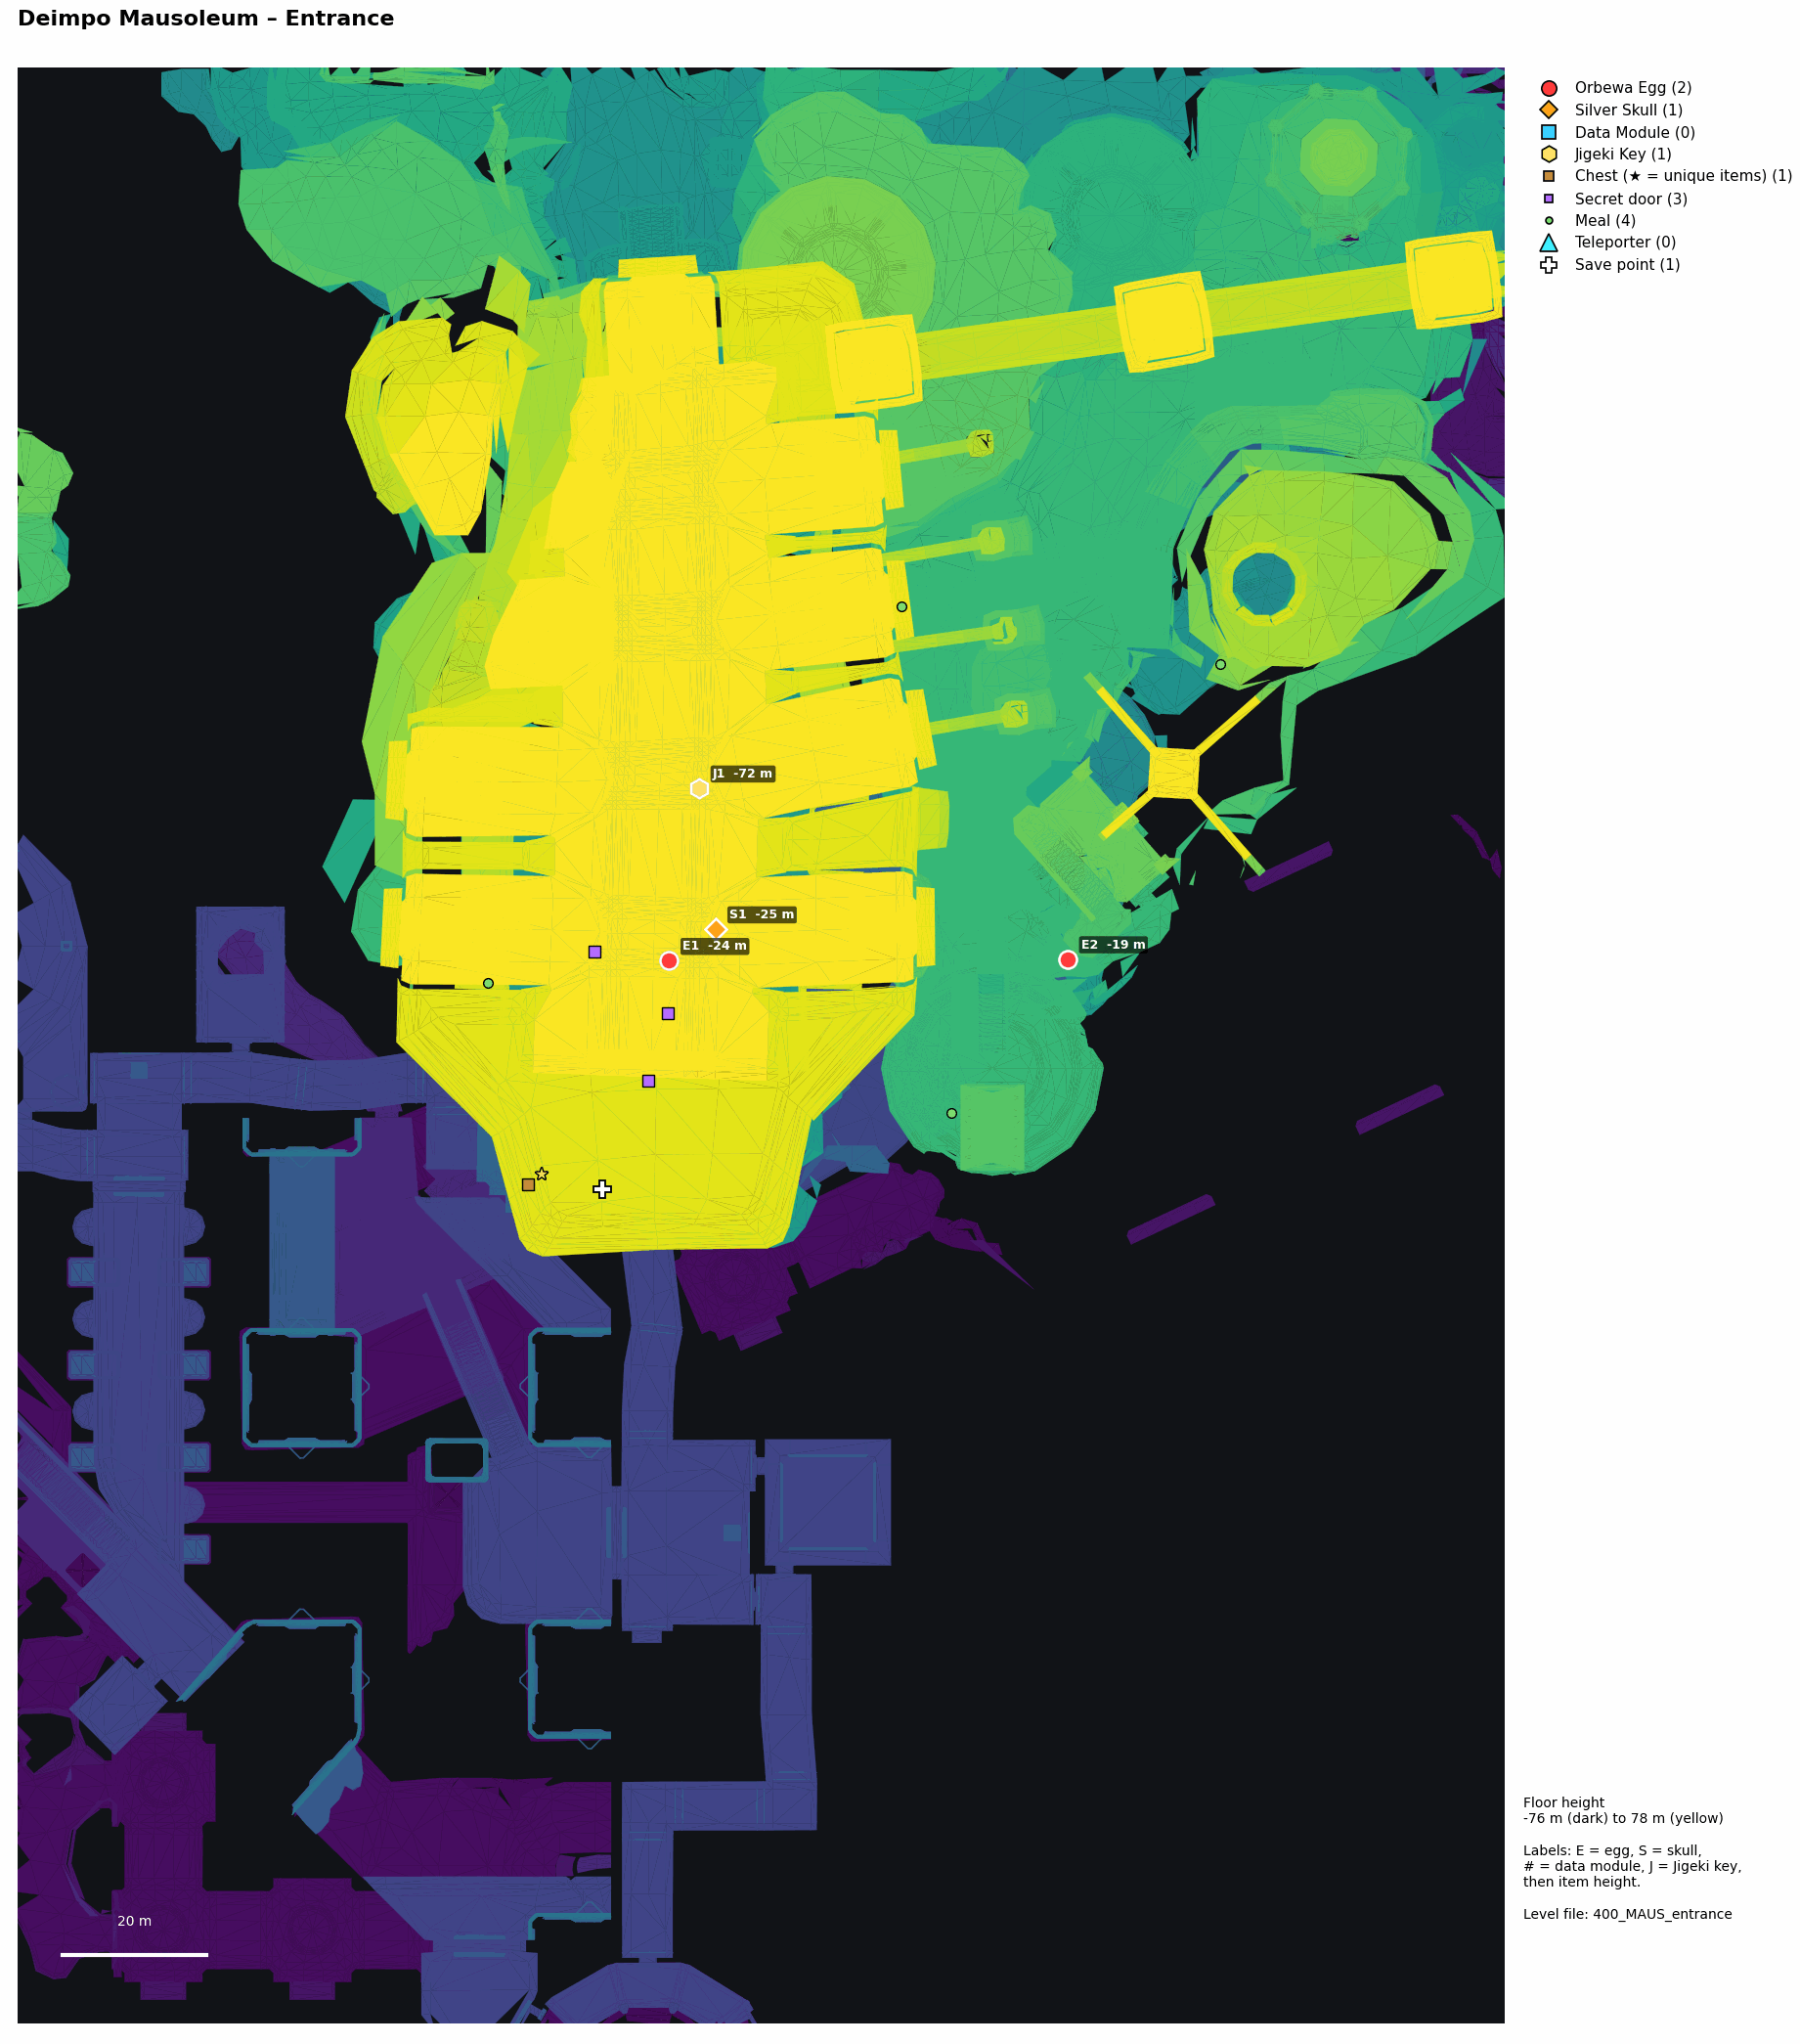 Deimpo Mausoleum – Entrance
Orbewa Egg (2)
Silver Skull (1)
Data Module (0)
Jigeki Key (1)
Chest (★ = unique items) (1)
Secret door (3)
Meal (4)
Teleporter (0)
Save point (1)
J1  -72 m
S1  -25 m
E1  -24 m
E2  -19 m
Floor height
-76 m (dark) to 78 m (yellow)
Labels: E = egg, S = skull,
# = data module, J = Jigeki key,
then item height.
Level file: 400_MAUS_entrance
20 m